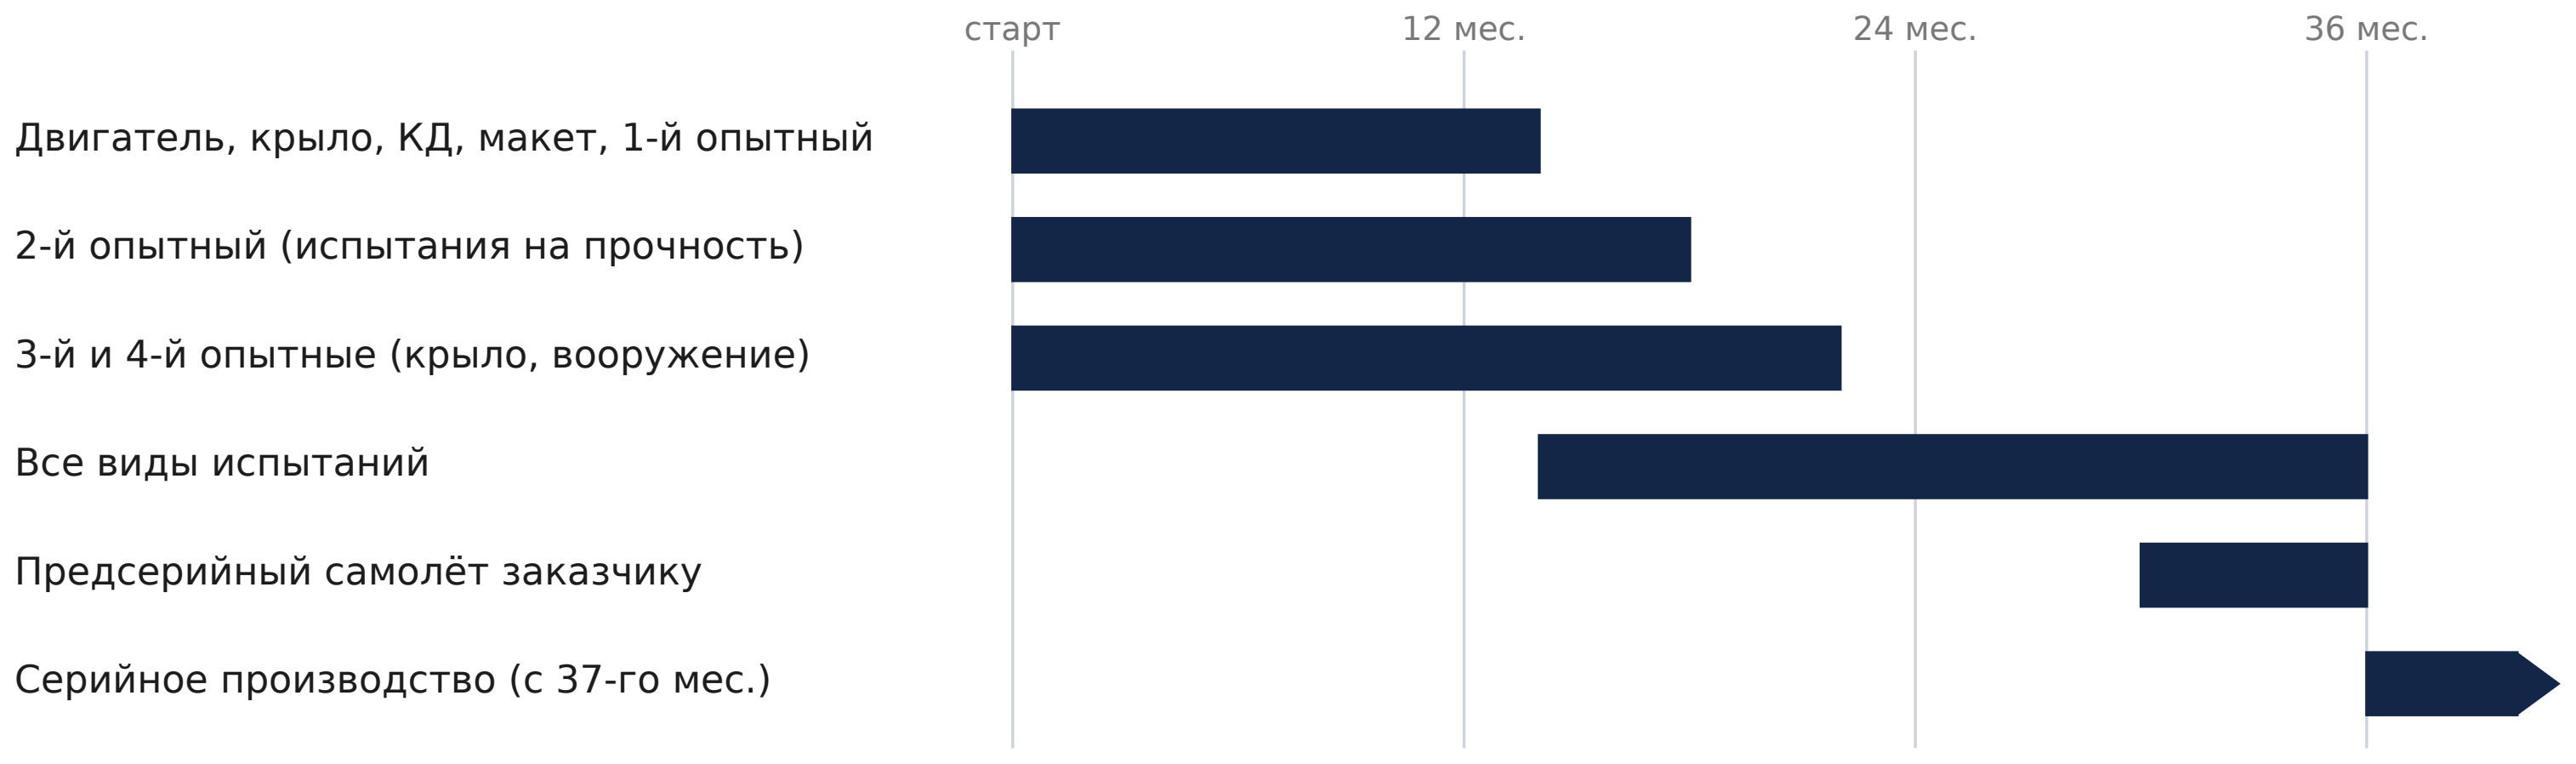 старт 12 мес. 24 мес. 36 мес.
Двигатель, крыло, КД, макет, 1-й опытный
2-й опытный (испытания на прочность)
3-й и 4-й опытные (крыло, вооружение)
Все виды испытаний
Предсерийный самолёт заказчику
Серийное производство (с 37-го мес.)